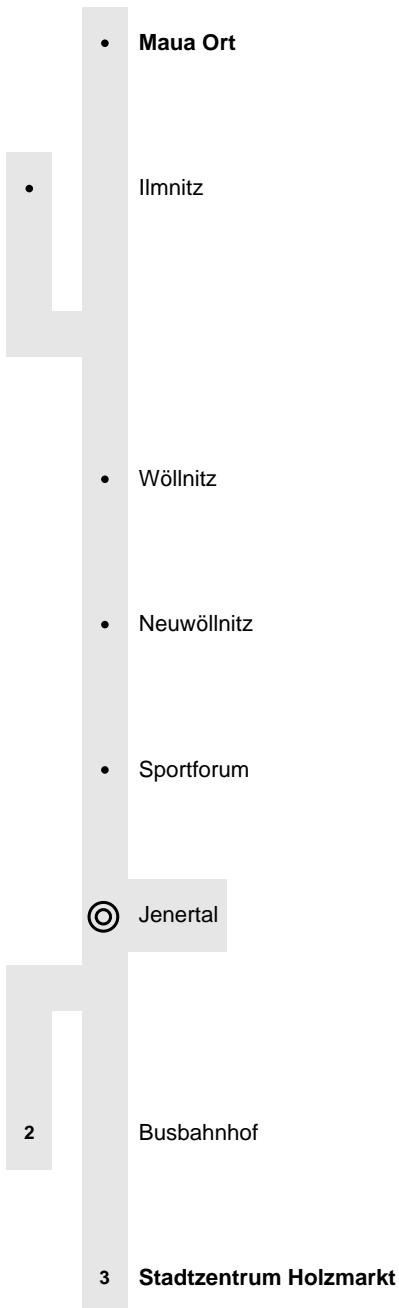 Maua Ort
Ilmnitz
Wöllnitz
Neuwöllnitz
Sportforum
Jenertal
2 Busbahnhof
3 Stadtzentrum Holzmarkt